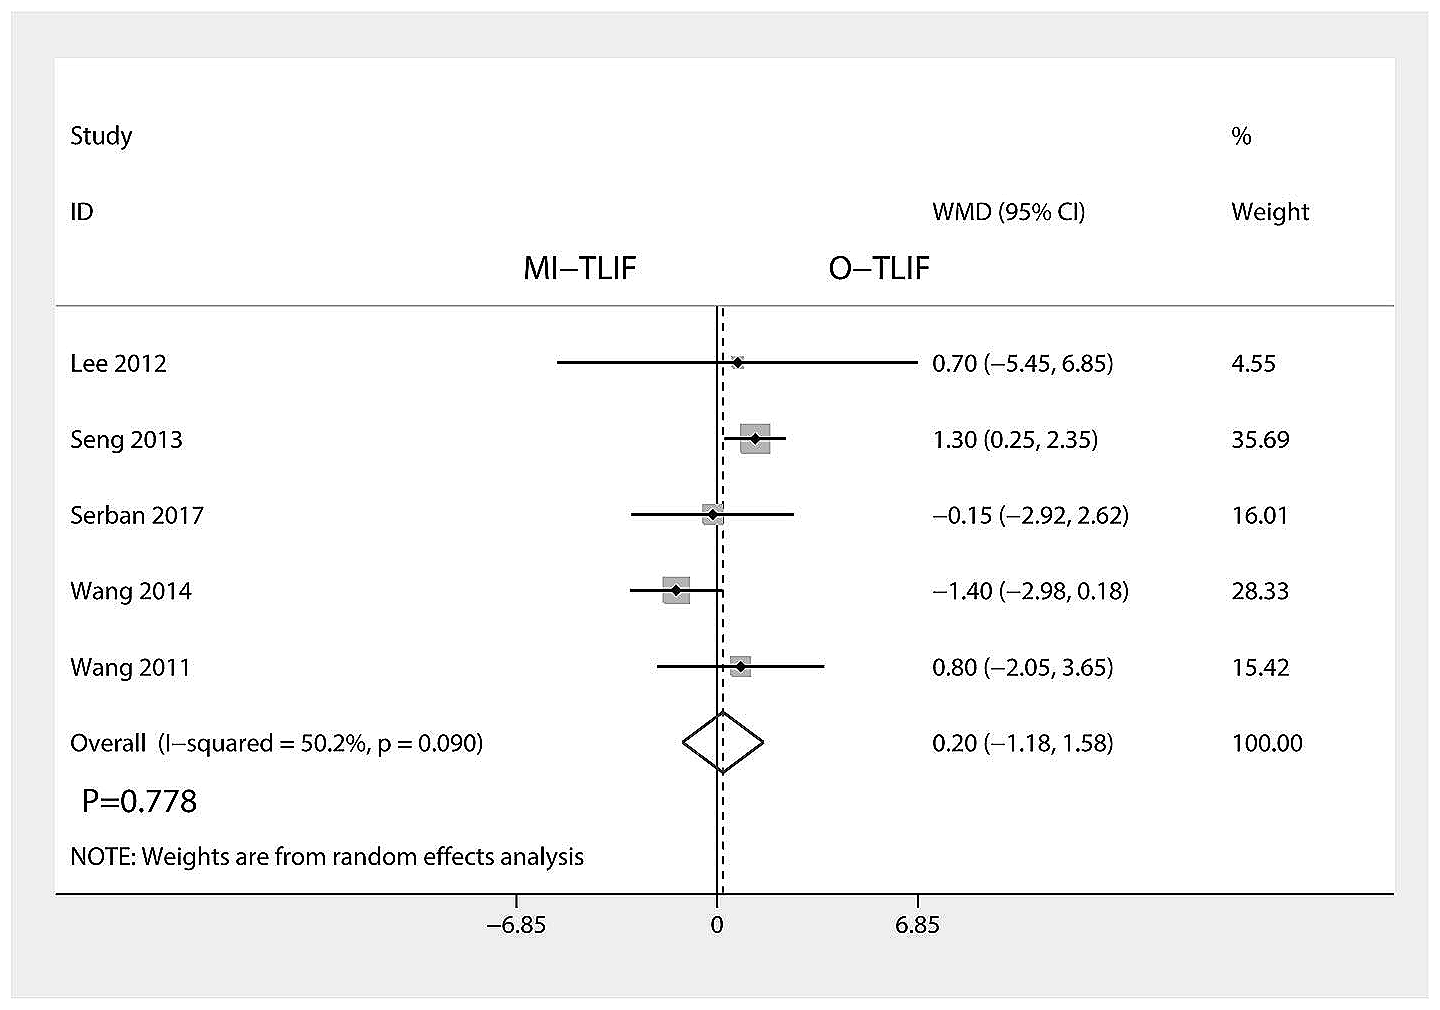 Study %
ID WMD (95% CI) Weight
MI–TLIF O–TLIF
Lee 2012 0.70 (−5.45, 6.85) 4.55
Seng 2013 1.30 (0.25, 2.35) 35.69
Serban 2017 −0.15 (−2.92, 2.62) 16.01
Wang 2014 −1.40 (−2.98, 0.18) 28.33
Wang 2011 0.80 (−2.05, 3.65) 15.42
Overall (I−squared = 50.2%, p = 0.090) 0.20 (−1.18, 1.58) 100.00
P=0.778
NOTE: Weights are from random effects analysis
−6.85 0 6.85